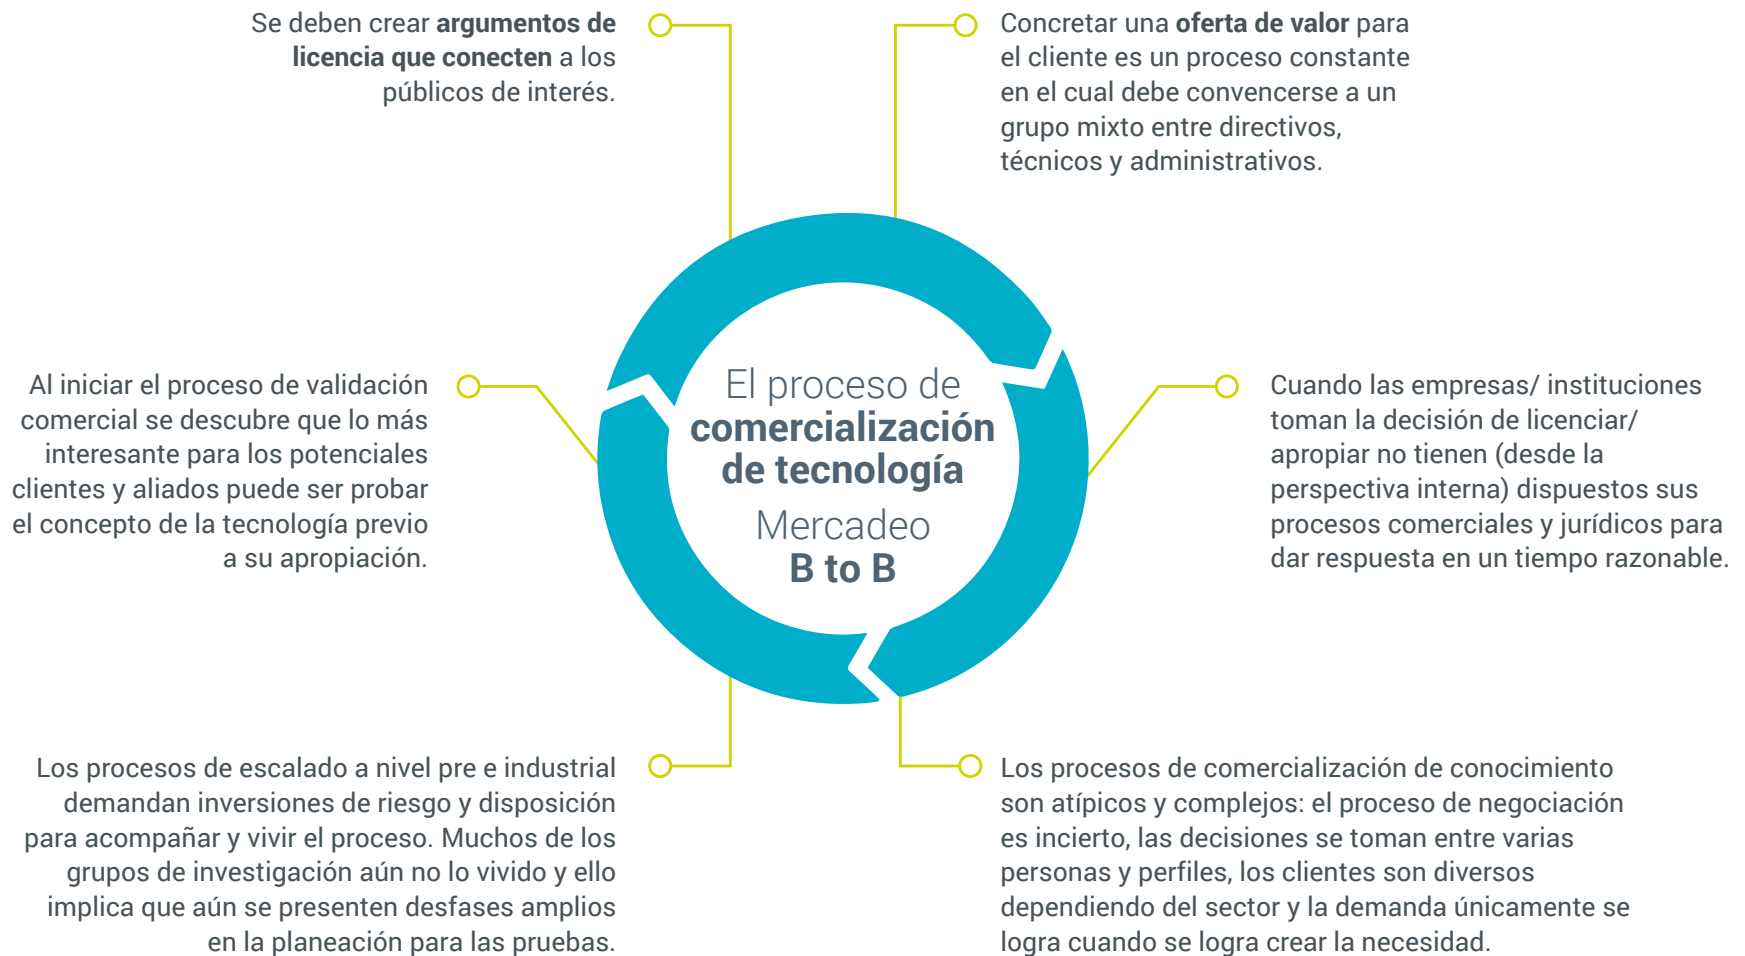 Se deben crear argumentos de
licencia que conecten a los
públicos de interés.
Concretar una oferta de valor para
el cliente es un proceso constante
en el cual debe convencerse a un
grupo mixto entre directivos,
técnicos y administrativos.
Al iniciar el proceso de validación
comercial se descubre que lo más
interesante para los potenciales
clientes y aliados puede ser probar
el concepto de la tecnología previo
a su apropiación.
El proceso de
comercialización
de tecnología
Mercadeo
B to B
Cuando las empresas/ instituciones
toman la decisión de licenciar/
apropiar no tienen (desde la
perspectiva interna) dispuestos sus
procesos comerciales y jurídicos para
dar respuesta en un tiempo razonable.
Los procesos de escalado a nivel pre e industrial
demandan inversiones de riesgo y disposición
para acompañar y vivir el proceso. Muchos de los
grupos de investigación aún no lo vivido y ello
implica que aún se presenten desfases amplios
en la planeación para las pruebas.
Los procesos de comercialización de conocimiento
son atípicos y complejos: el proceso de negociación
es incierto, las decisiones se toman entre varias
personas y perfiles, los clientes son diversos
dependiendo del sector y la demanda únicamente se
logra cuando se logra crear la necesidad.